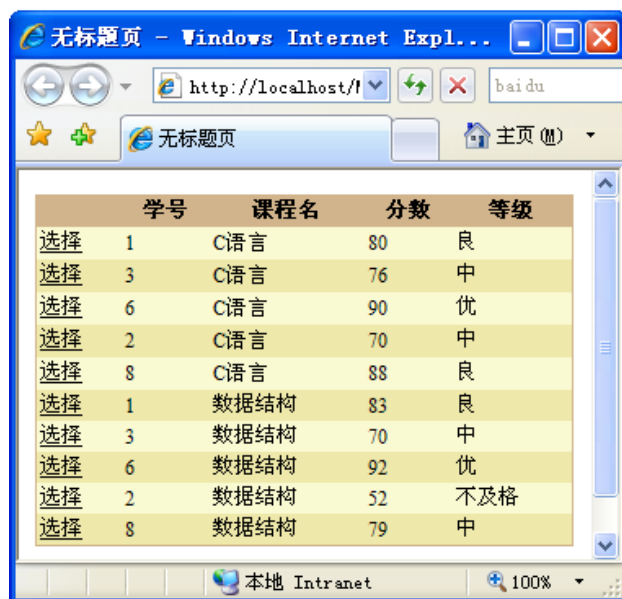 无标题页 - Windows Internet Expl...
http://localhost/
baidu
无标题页
主页(M)
学号 课程名 分数 等级
选择 1 C语言 80 良
选择 3 C语言 76 中
选择 6 C语言 90 优
选择 2 C语言 70 中
选择 8 C语言 88 良
选择 1 数据结构 83 良
选择 3 数据结构 70 中
选择 6 数据结构 92 优
选择 2 数据结构 52 不及格
选择 8 数据结构 79 中
本地 Intranet 100%